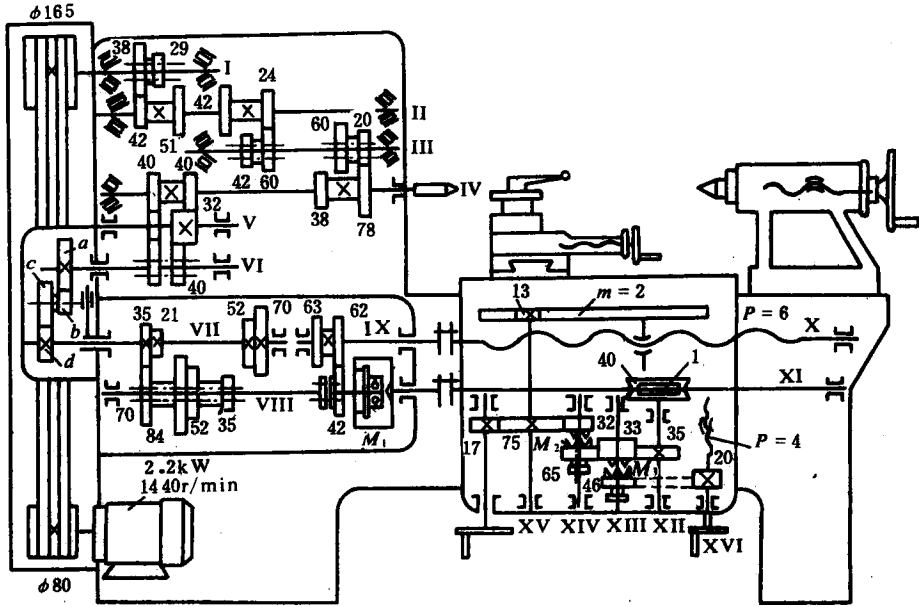 φ165
38
29
I
24
42
II
42
51
60
20
III
40
40
42
60
32
IV
38
78
V
a
c
VI
40
b
d
35
21
VII
52
70
63
62
IX
13
m = 2
P = 6
X
40
1
XI
70
84
52
35
VIII
42
M₁
17
75
M₂
32
33
35
65
46
M₃
20
P = 4
2.2kW
1440r/min
XV
XIV
XIII
XII
XVI
φ80